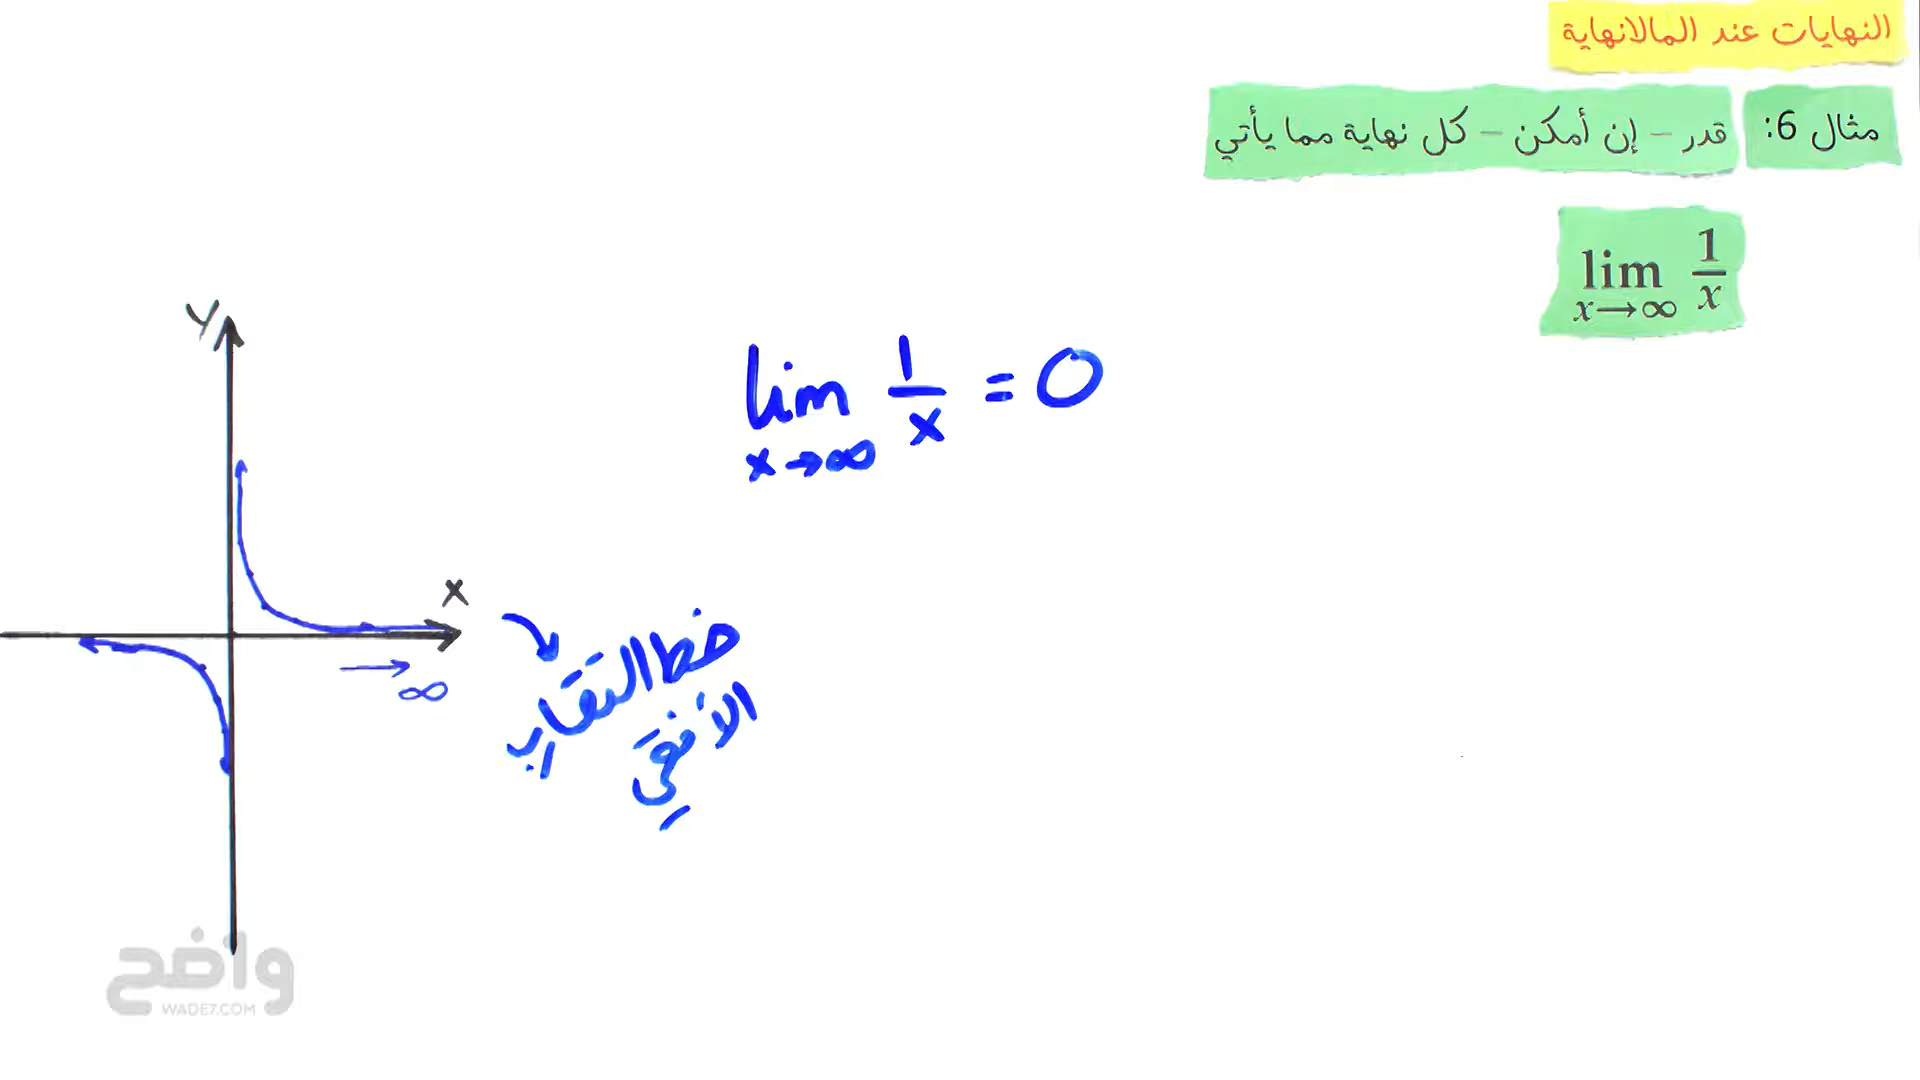 النهايات عند المالانهاية
مثال 6: قدر – إن أمكن – كل نهاية مما يأتي
lim x→∞ 1/x
lim x→∞ 1/x = 0
y
x
→ ∞
خط التقارب
الأفقي
واضح
WADE7.COM